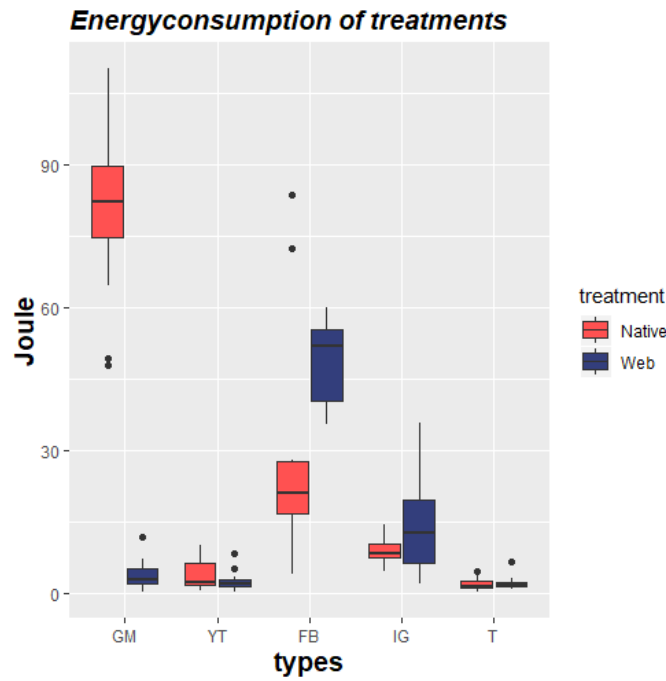 Energyconsumption of treatments
Joule
90
60
30
0
GM YT FB IG T
types
treatment
Native
Web